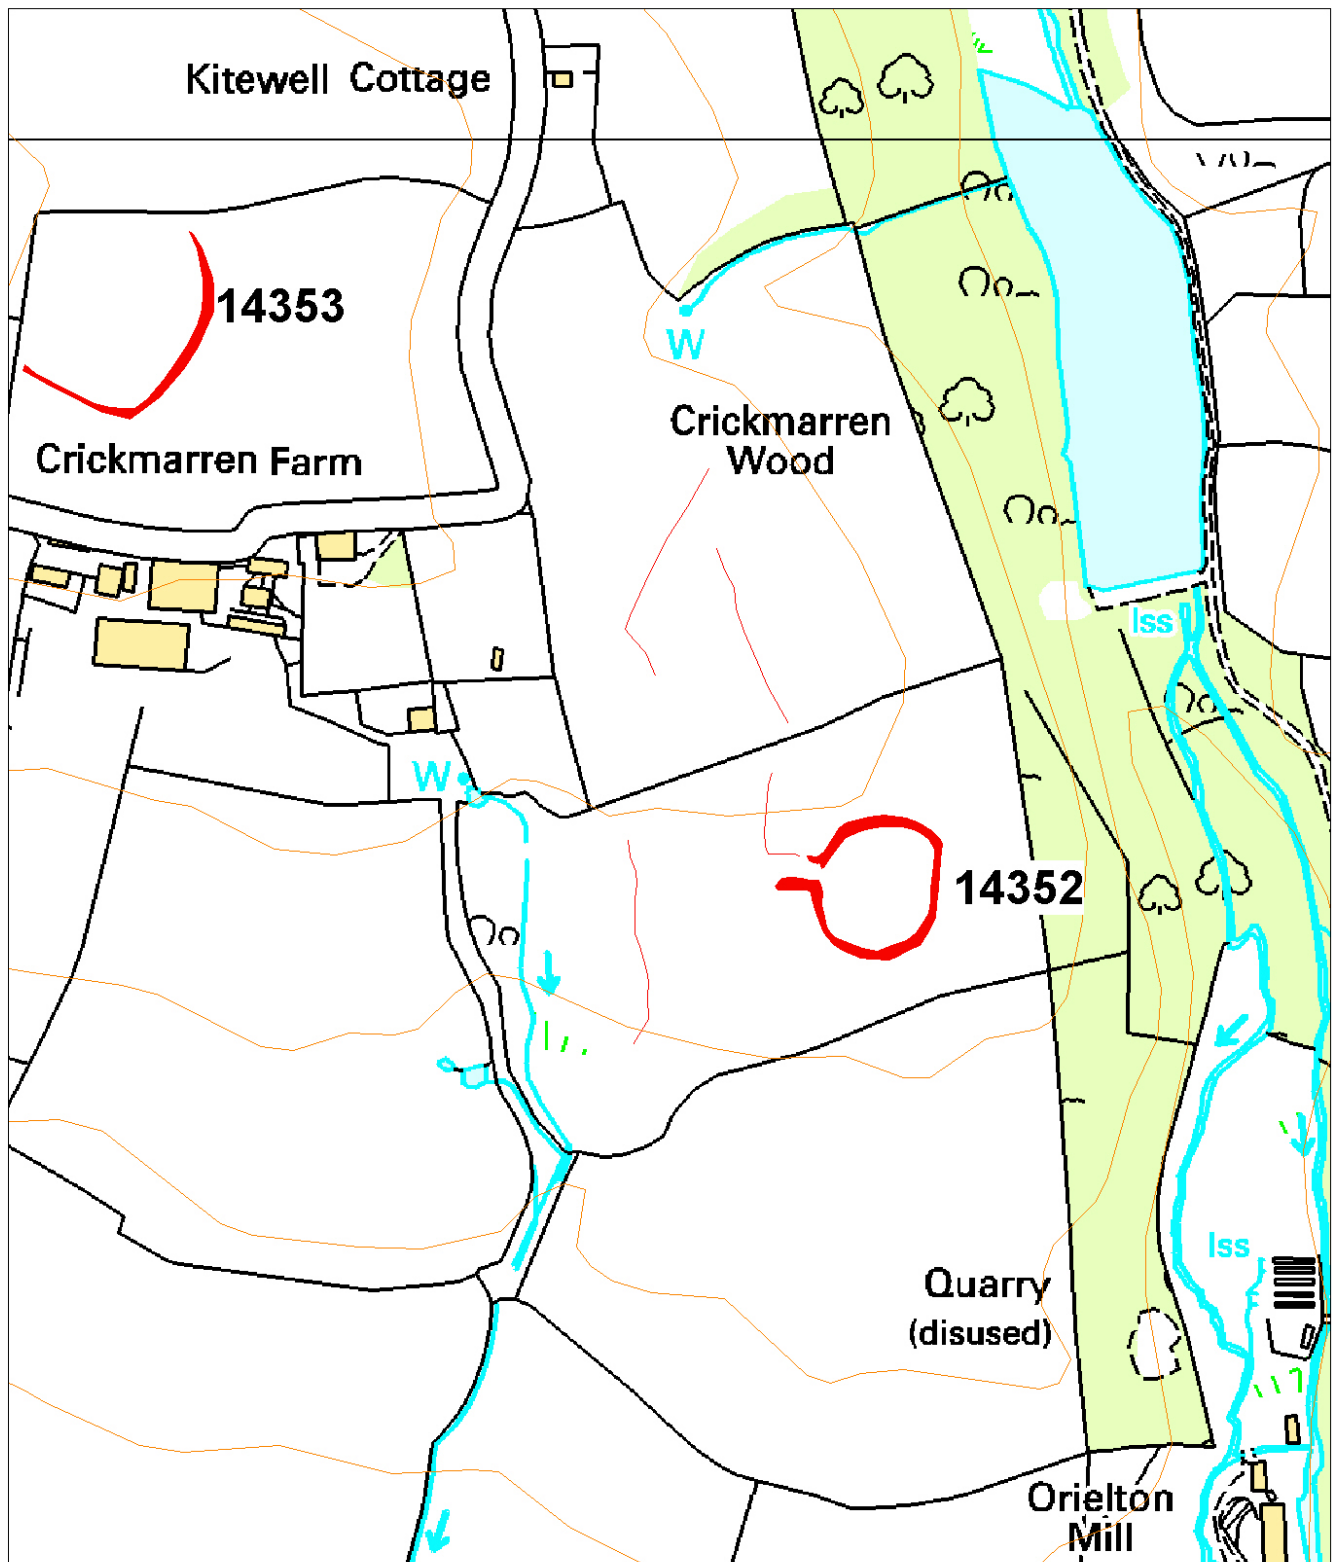 Kitewell Cottage
14353
W
Crickmarren
Wood
Crickmarren Farm
Iss
W
14352
Iss
Quarry
(disused)
Orielton
Mill